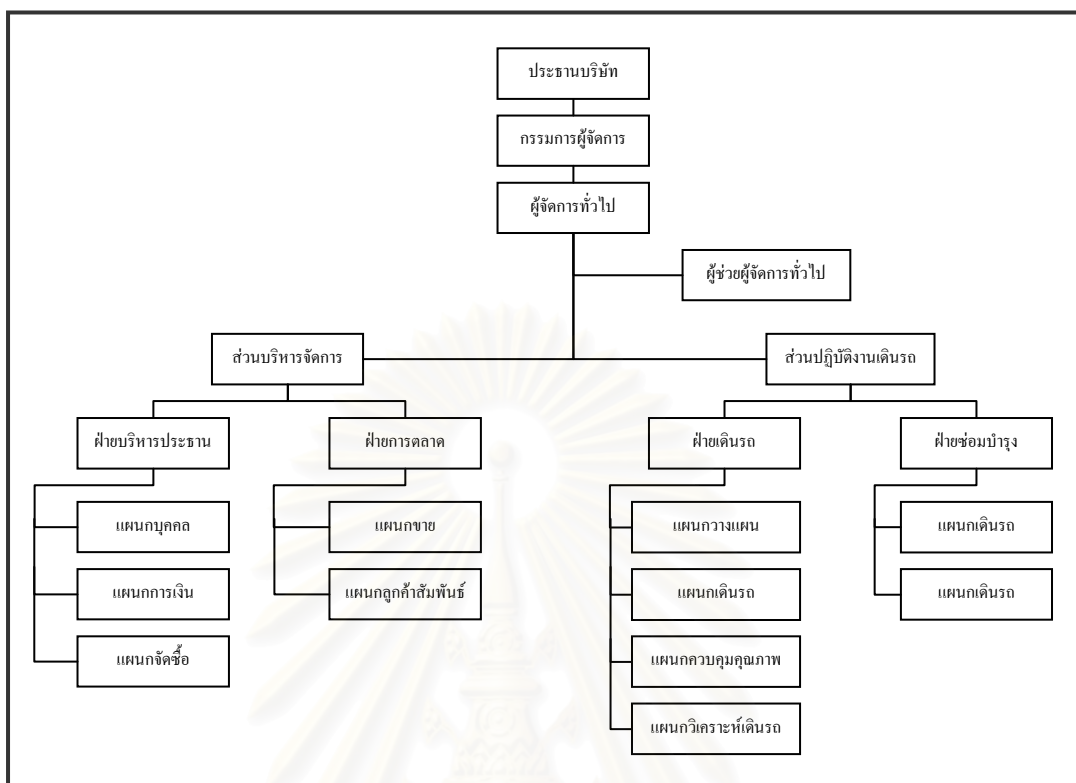 ประธานบริษัท
กรรมการผู้จัดการ
ผู้จัดการทั่วไป
ผู้ช่วยผู้จัดการทั่วไป
ส่วนบริหารจัดการ
ส่วนปฏิบัติงานเดินรถ
ฝ่ายบริหารประธาน
ฝ่ายการตลาด
ฝ่ายเดินรถ
ฝ่ายซ่อมบำรุง
แผนกบุคคล
แผนกขาย
แผนกวางแผน
แผนกเดินรถ
แผนกการเงิน
แผนกลูกค้าสัมพันธ์
แผนกเดินรถ
แผนกเดินรถ
แผนกจัดซื้อ
แผนกควบคุมคุณภาพ
แผนกวิเคราะห์เดินรถ